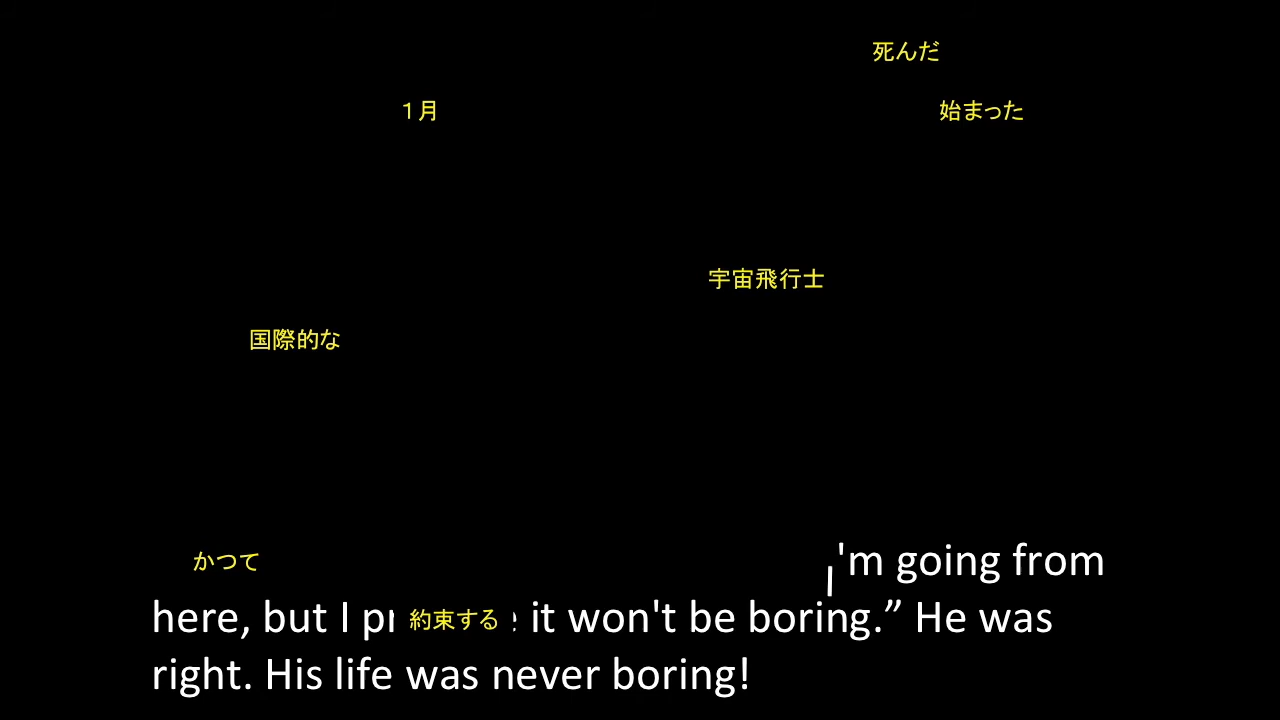 死んだ
1月 始まった
宇宙飛行士
国際的な
かつて 'm going from
here, but I 約束する it won't be boring.” He was
right. His life was never boring!